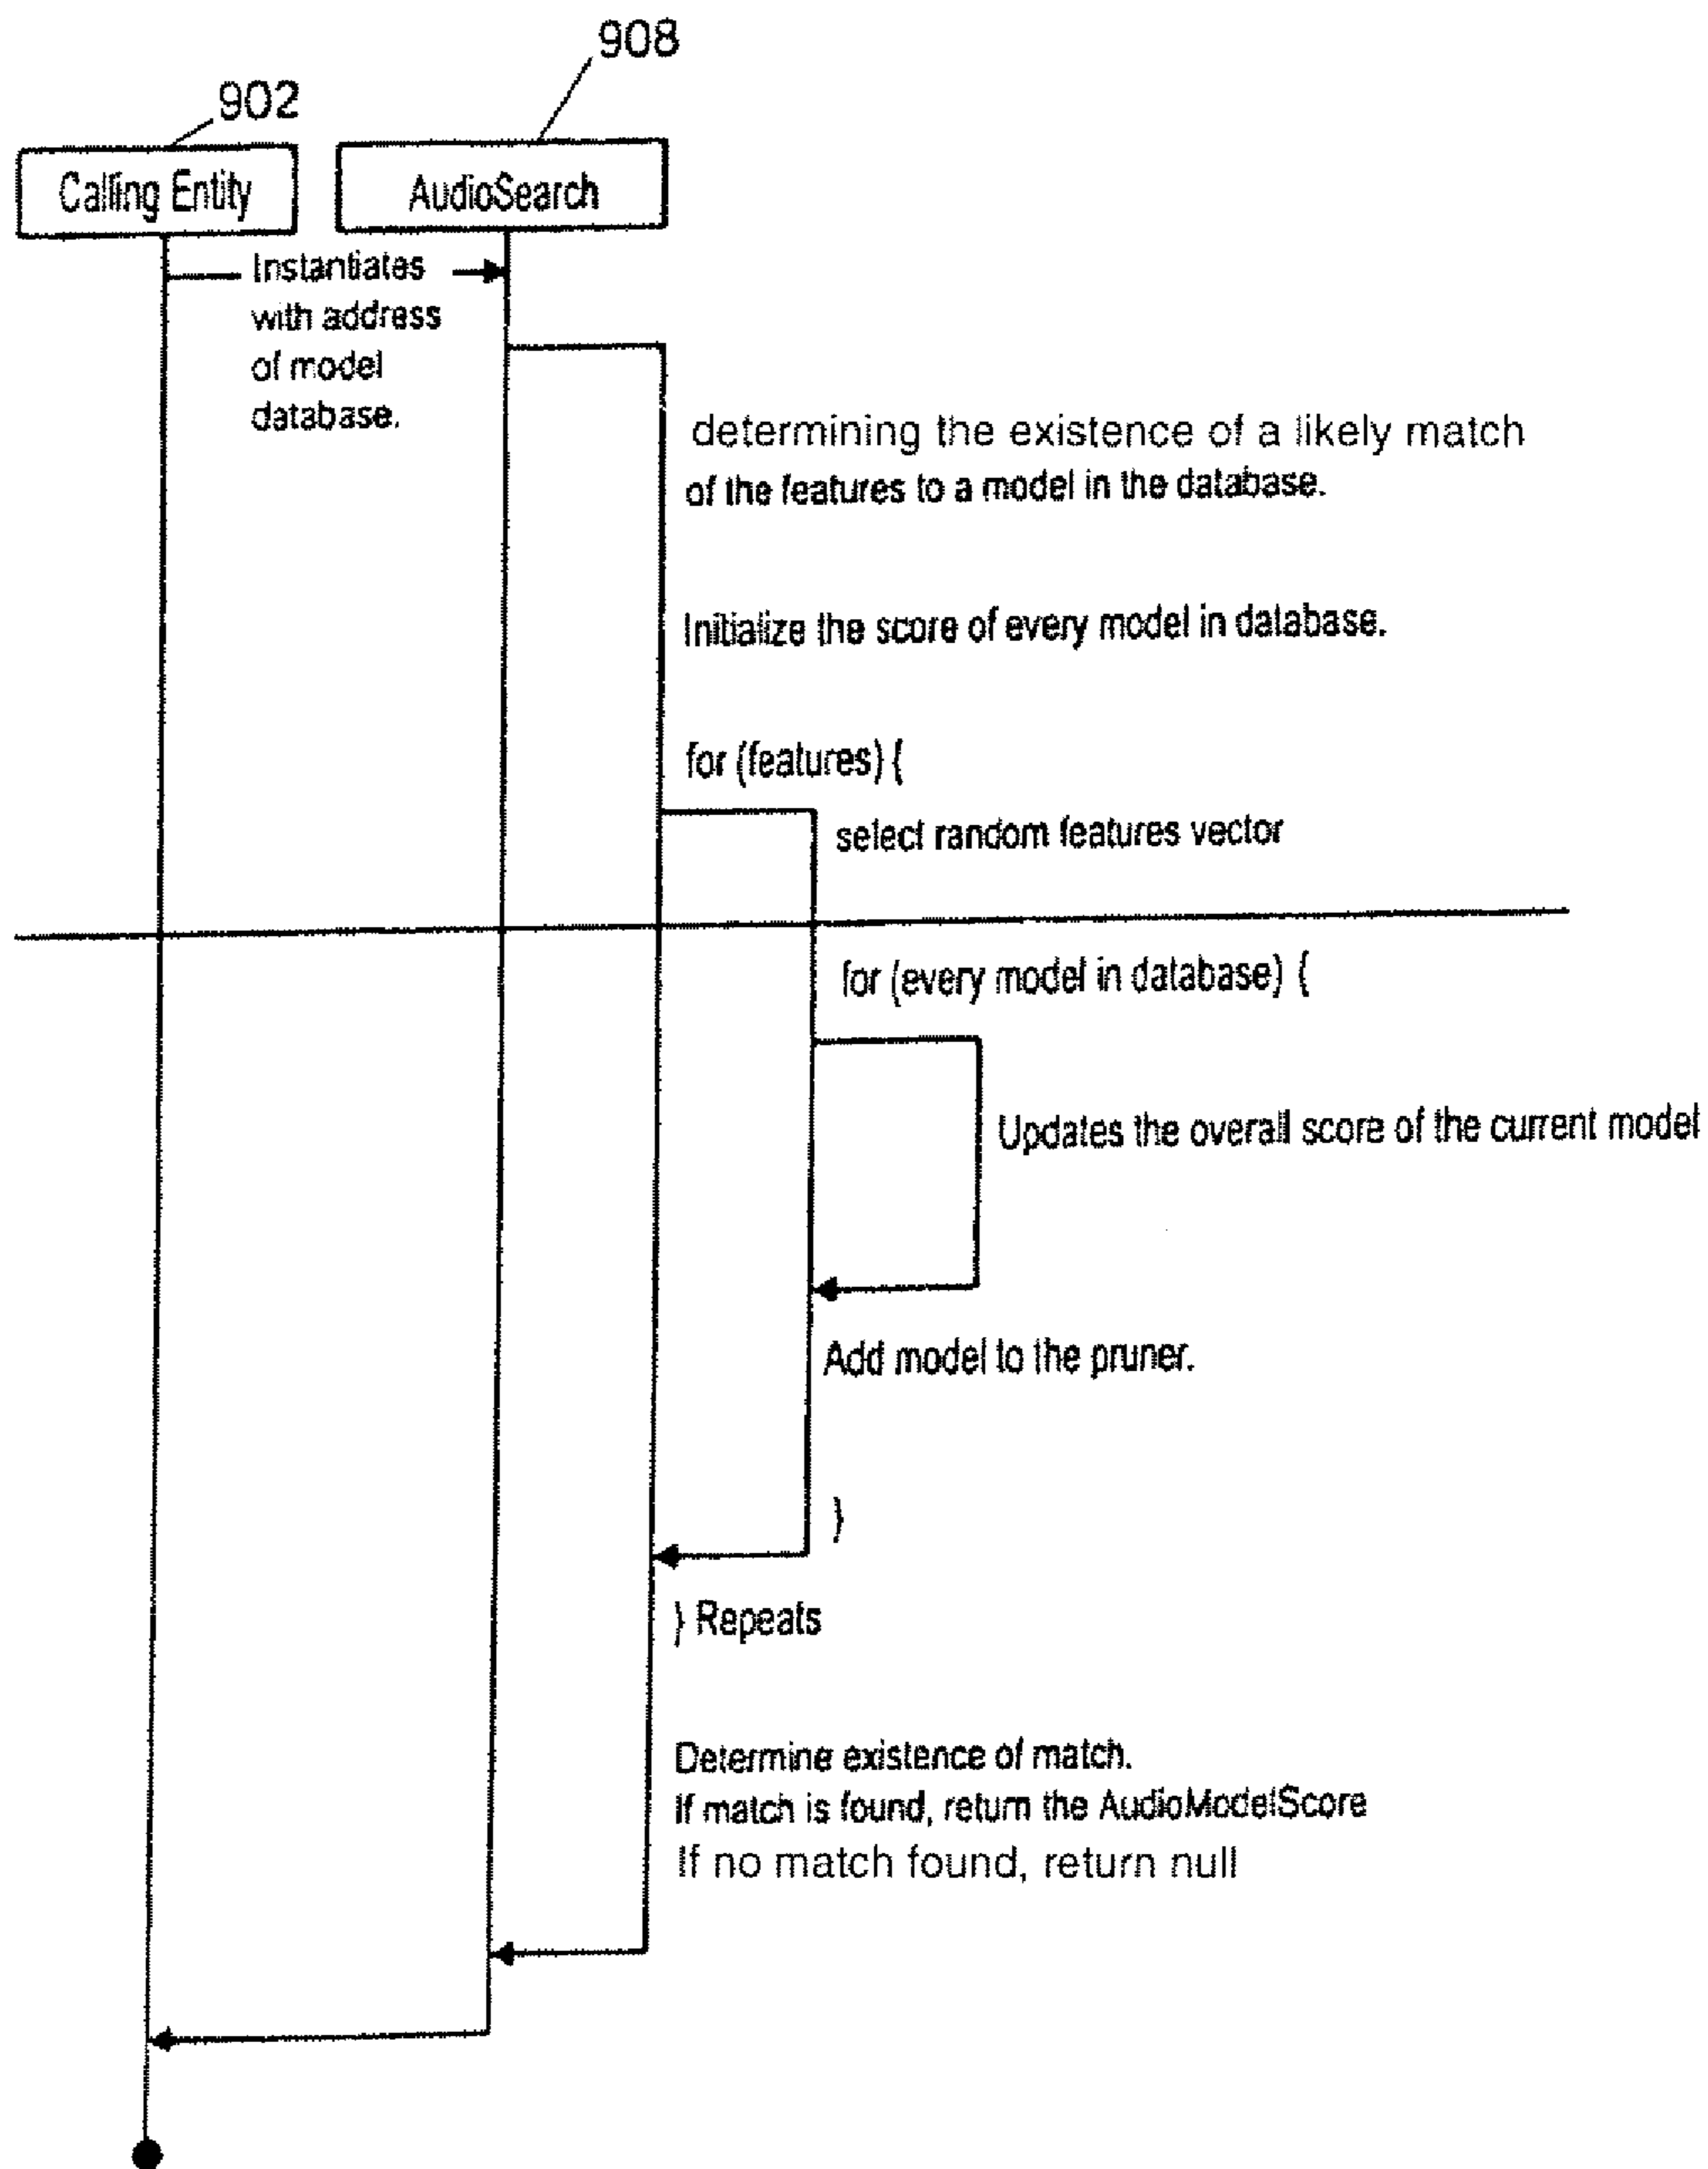 908
902
Calling Entity
AudioSearch
Instantiates
with address
of model
database.
determining the existence of a likely match
of the features to a model in the database.
Initialize the score of every model in database.
for (features) {
select random features vector
for (every model in database) {
Updates the overall score of the current model
Add model to the pruner.
}
} Repeats
Determine existence of match.
If match is found, return the AudioModelScore
If no match found, return null